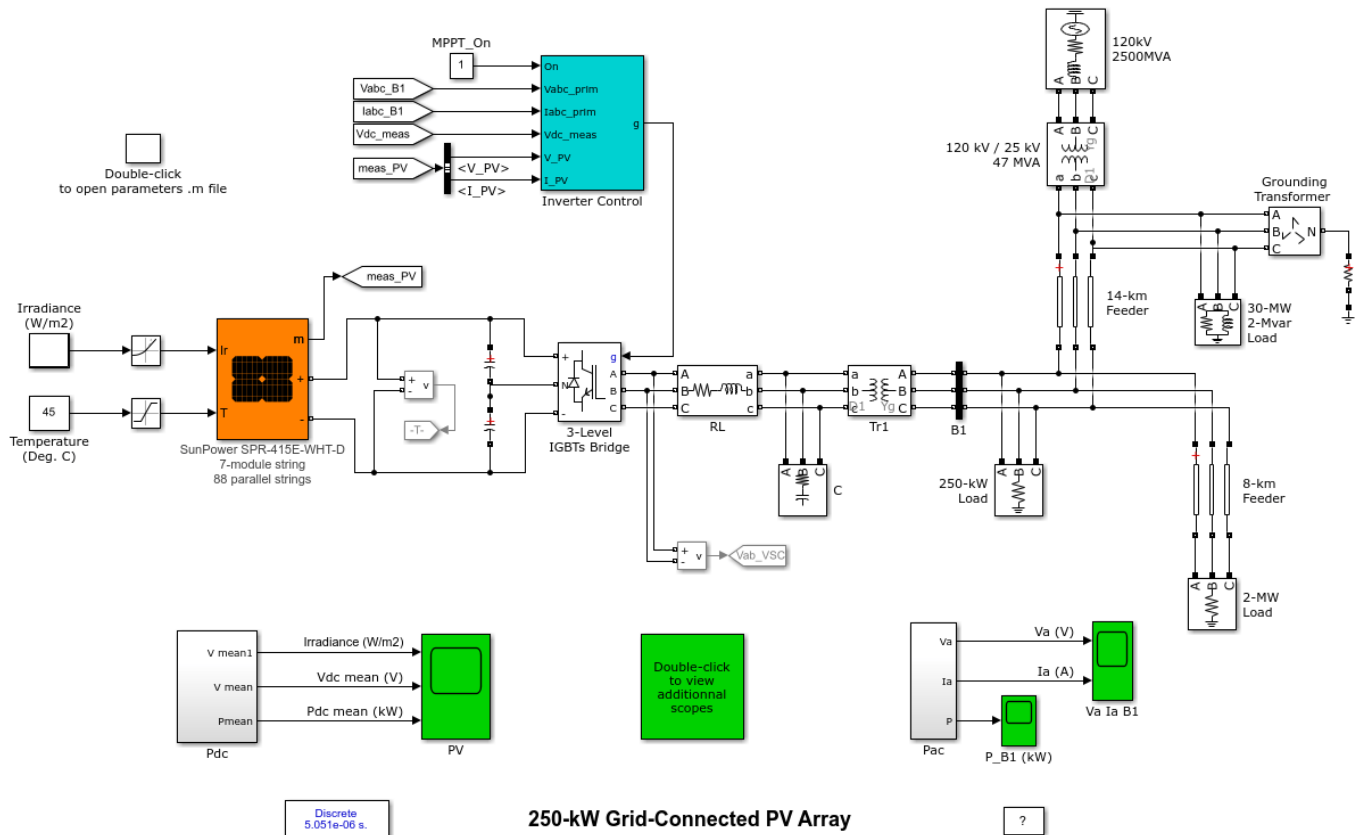 MPPT_On
1
On
Vabc_B1
Vabc_prim
Iabc_B1
Iabc_prim
Vdc_meas
Vdc_meas
g
meas_PV
V_PV
<V_PV>
I_PV
<I_PV>
Inverter Control
Double-click
to open parameters .m file
120kV
2500MVA
A
B
C
120 kV / 25 kV
47 MVA
A
B
C
Yg
D1
a
b
c
Grounding
Transformer
A
B
C
N
14-km
Feeder
A
B
C
30-MW
2-Mvar
Load
meas_PV
Irradiance
(W/m2)
Ir
m
+
T
-
45
Temperature
(Deg. C)
SunPower SPR-415E-WHT-D
7-module string
88 parallel strings
+
-
v
-T-
g
+
A
N
B
-
C
3-Level
IGBTs Bridge
A
a
B
b
C
c
RL
a
A
b
B
c
C
D1
Yg
Tr1
B1
A
B
C
C
250-kW
Load
A
B
C
8-km
Feeder
A
B
C
2-MW
Load
+
-
v
Vab_VSC
V mean1
V mean
Pmean
Pdc
Irradiance (W/m2)
Vdc mean (V)
Pdc mean (kW)
PV
Double-click
to view
additionnal
scopes
Va
Ia
P
Pac
Va (V)
Ia (A)
Va Ia B1
P_B1 (kW)
Discrete
5.051e-06 s.
250-kW Grid-Connected PV Array
?